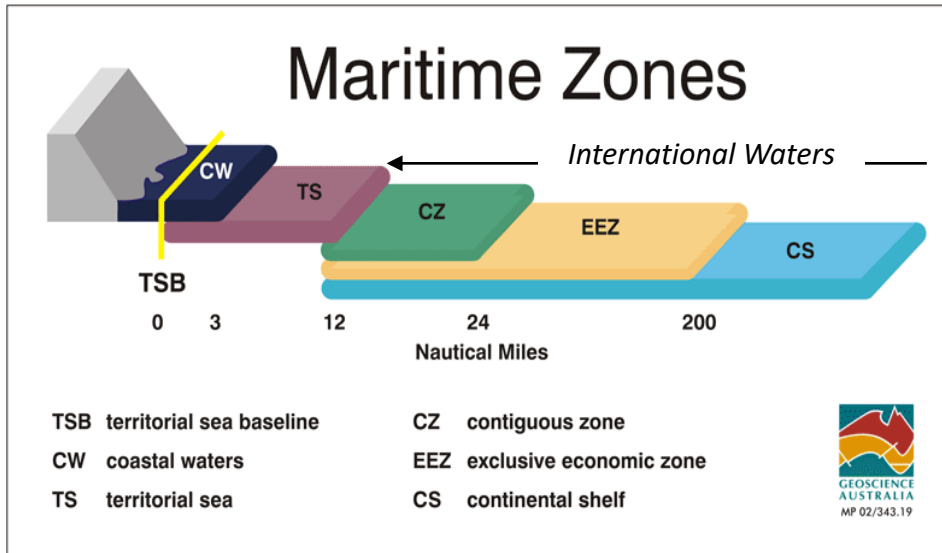 Maritime Zones
International Waters
CW
TS
CZ
EEZ
CS
TSB
0 3 12 24 200
Nautical Miles
TSB territorial sea baseline
CW coastal waters
TS territorial sea
CZ contiguous zone
EEZ exclusive economic zone
CS continental shelf
GEOSCIENCE
AUSTRALIA
MP 02/343.19